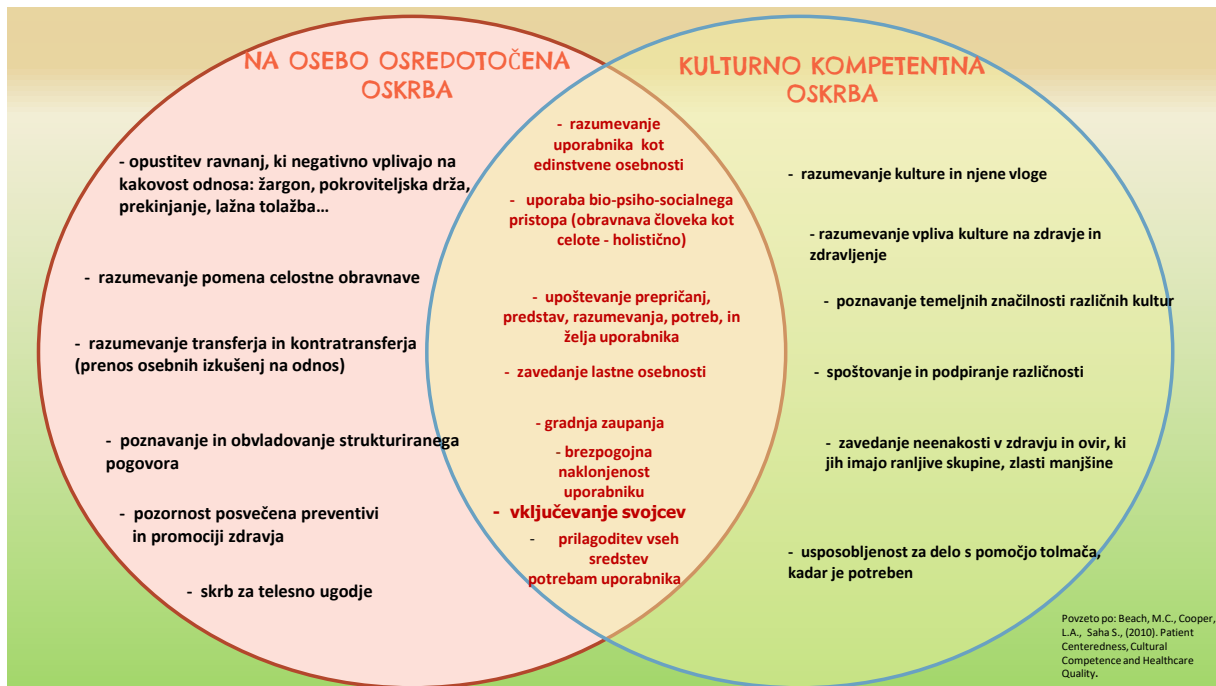 NA OSEBO OSREDOTOČENA
OSKRBA
- opustitev ravnanj, ki negativno vplivajo na
kakovost odnosa: žargon, pokroviteljska drža,
prekinjanje, lažna tolažba…
- razumevanje pomena celostne obravnave
- razumevanje transferja in kontratransferja
(prenos osebnih izkušenj na odnos)
- poznavanje in obvladovanje strukturiranega
pogovora
- pozornost posvečena preventivi
in promociji zdravja
- skrb za telesno ugodje
- razumevanje
uporabnika kot
edinstvene osebnosti
- uporaba bio-psiho-socialnega
pristopa (obravnava človeka kot
celote - holistično)
- upoštevanje prepričanj,
predstav, razumevanja, potreb, in
želja uporabnika
- zavedanje lastne osebnosti
- gradnja zaupanja
- brezpogojna
naklonjenost
uporabniku
- vključevanje svojcev
- prilagoditev vseh
sredstev
potrebam uporabnika
KULTURNO KOMPETENTNA
OSKRBA
- razumevanje kulture in njene vloge
- razumevanje vpliva kulture na zdravje in
zdravljenje
- poznavanje temeljnih značilnosti različnih kultur
- spoštovanje in podpiranje različnosti
- zavedanje neenakosti v zdravju in ovir, ki
jih imajo ranljive skupine, zlasti manjšine
- usposobljenost za delo s pomočjo tolmača,
kadar je potreben
Povzeto po: Beach, M.C., Cooper,
L.A., Saha S., (2010). Patient
Centeredness, Cultural
Competence and Healthcare
Quality.